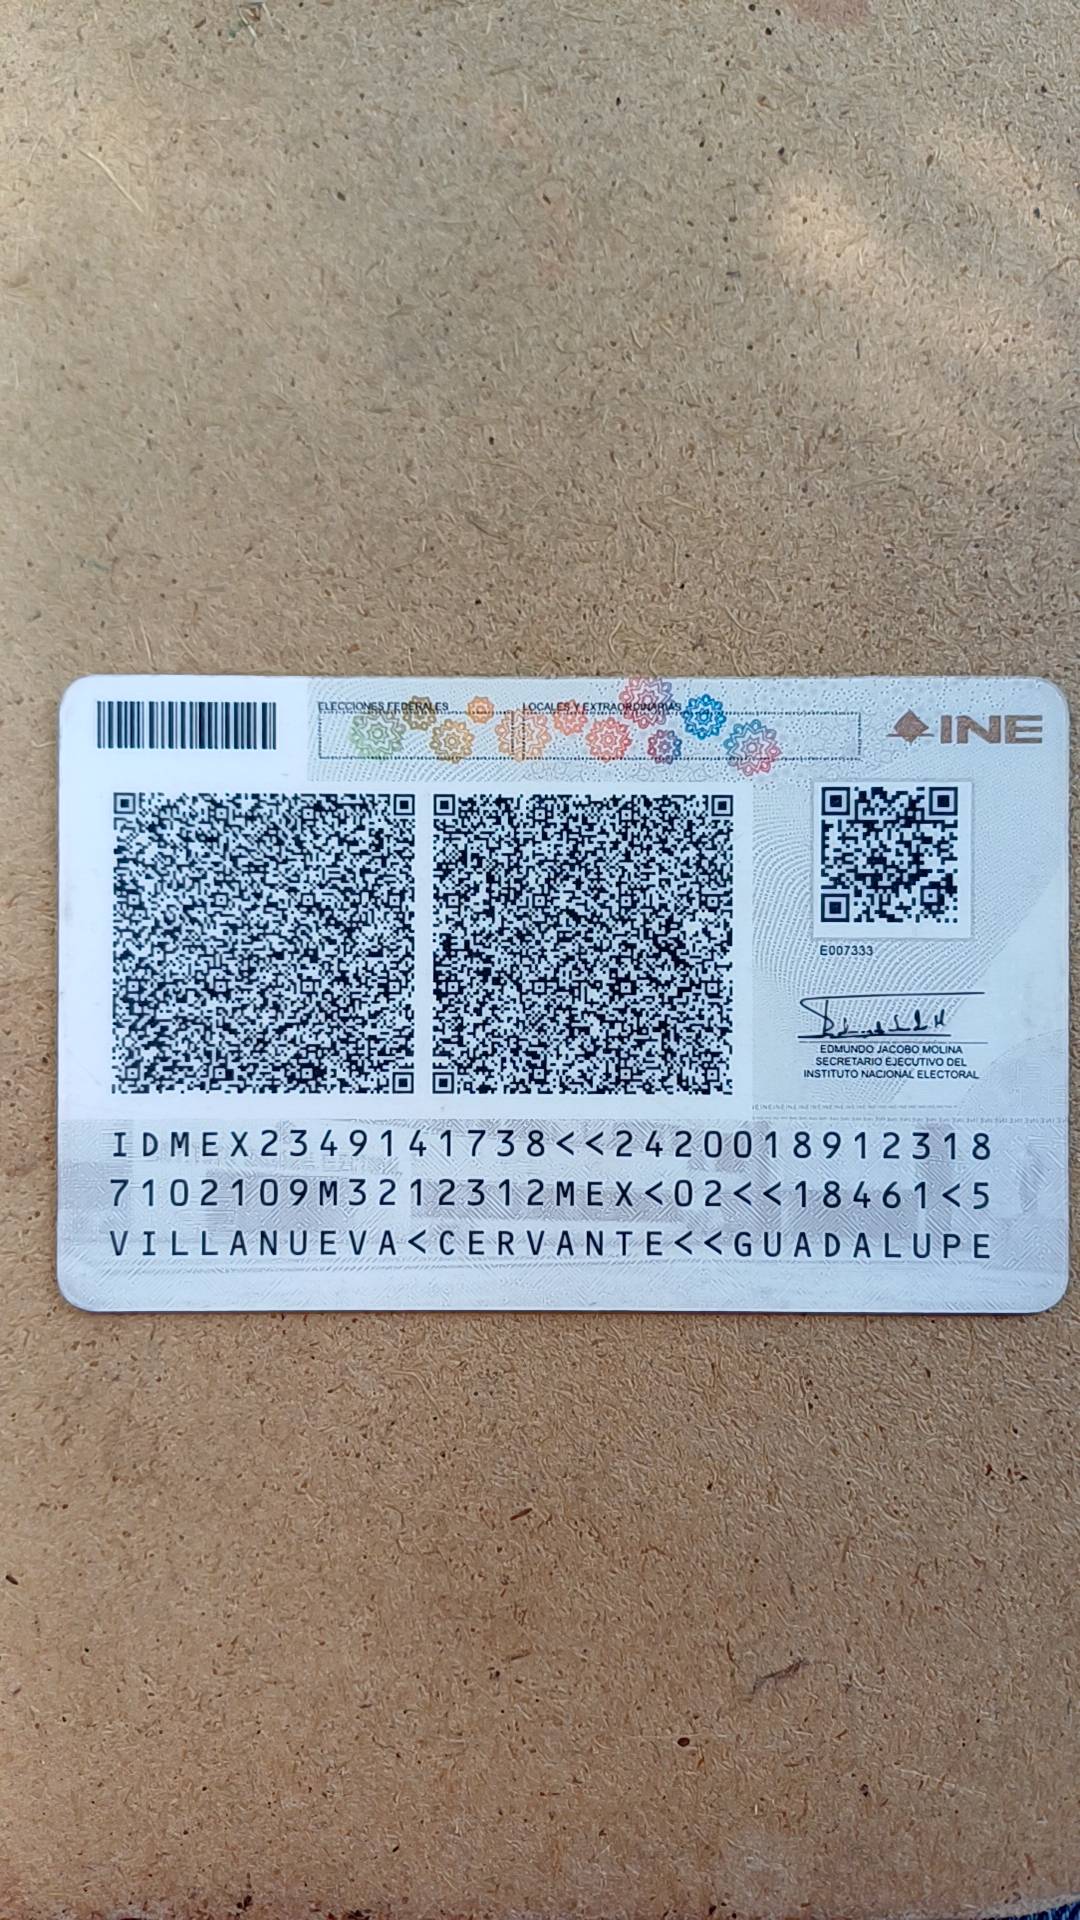 ELECCIONES FEDERALES LOCALES Y EXTRAORDINARIAS
INE
E007333
EDMUNDO JACOBO MOLINA
SECRETARIO EJECUTIVO DEL
INSTITUTO NACIONAL ELECTORAL
IDMEX2349141738<<2420018912318
7102109M3212312MEX<02<<18461<5
VILLANUEVA<CERVANTE<<GUADALUPE